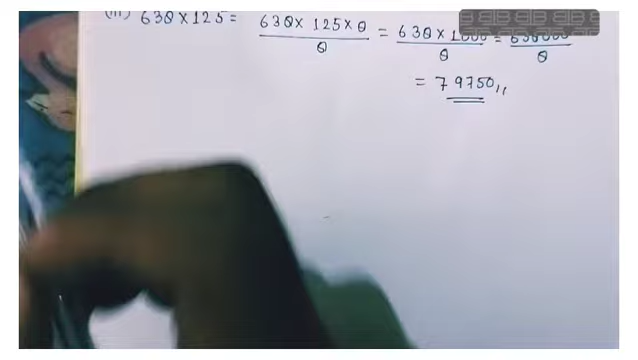 (iii) 638 × 125 = 638 × 125 × 8 / 8 = 638 × 1000 / 8 = 638000 / 8
= 79750,,